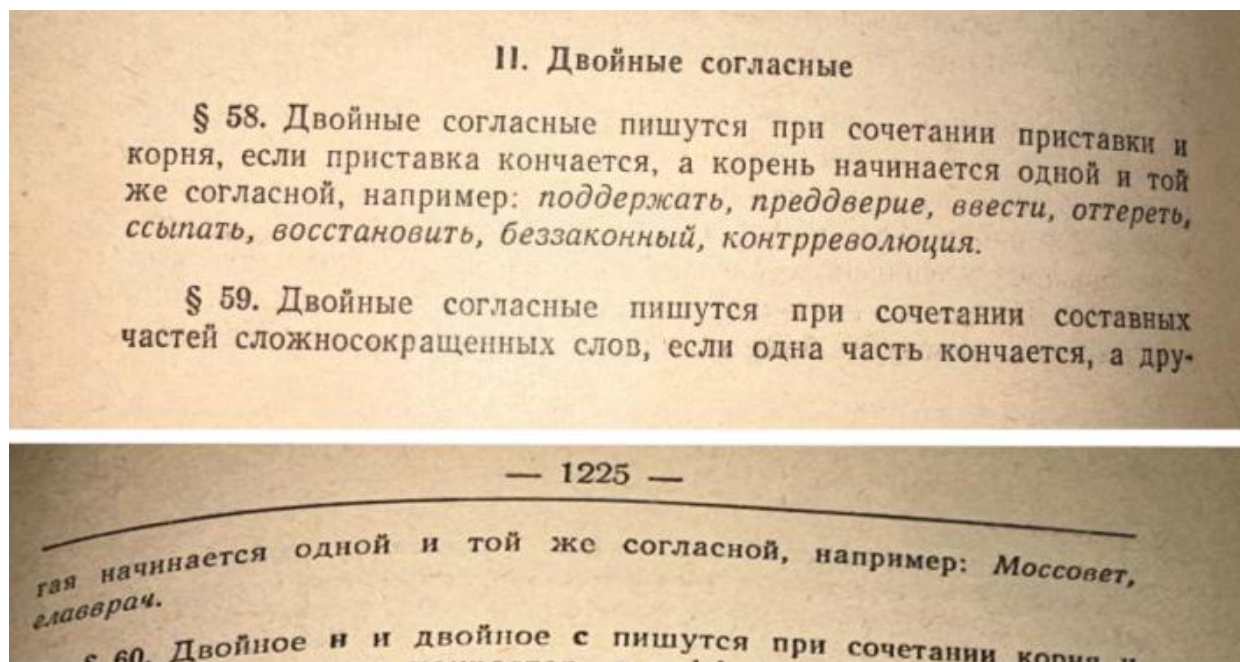 II. Двойные согласные
§ 58. Двойные согласные пишутся при сочетании приставки и
корня, если приставка кончается, а корень начинается одной и той
же согласной, например: поддержать, преддверие, ввести, оттереть,
ссыпать, восстановить, беззаконный, контрреволюция.
§ 59. Двойные согласные пишутся при сочетании составных
частей сложносокращенных слов, если одна часть кончается, а дру-
— 1225 —
гая начинается одной и той же согласной, например: Моссовет,
главврач.
§ 60. Двойное н и двойное с пишутся при сочетании корня и